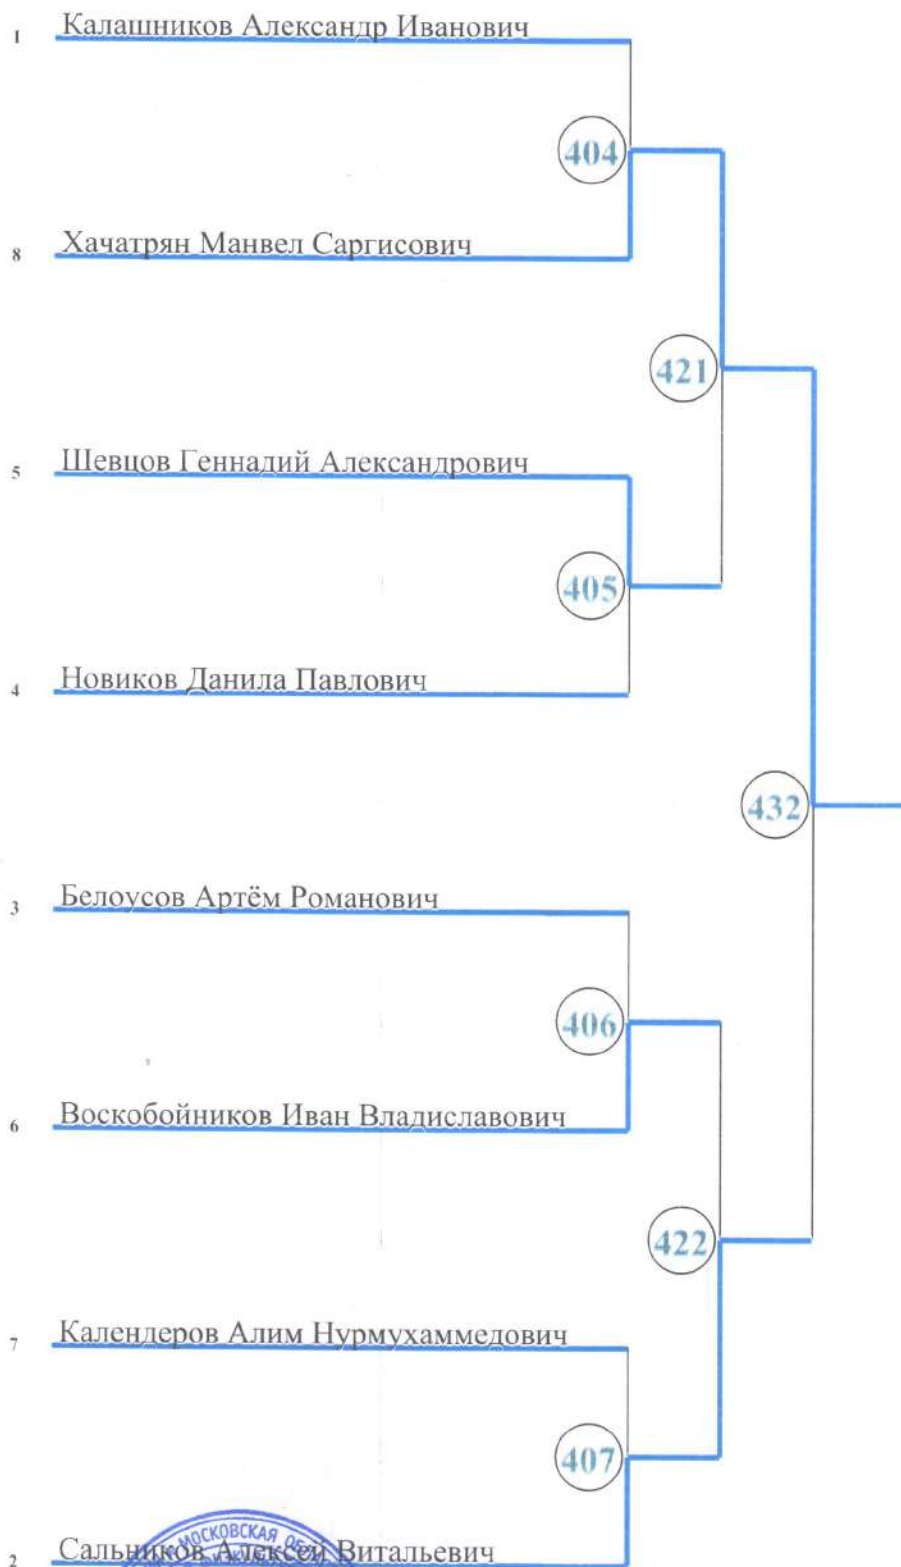 1 Калашников Александр Иванович
404
8 Хачатрян Манвел Саргисович
421
5 Шевцов Геннадий Александрович
405
4 Новиков Данила Павлович
432
3 Белоусов Артём Романович
406
6 Воскобойников Иван Владиславович
422
7 Календеров Алим Нурмухаммедович
407
МОСКОВСКАЯ
2 Сальников Алексей Витальевич